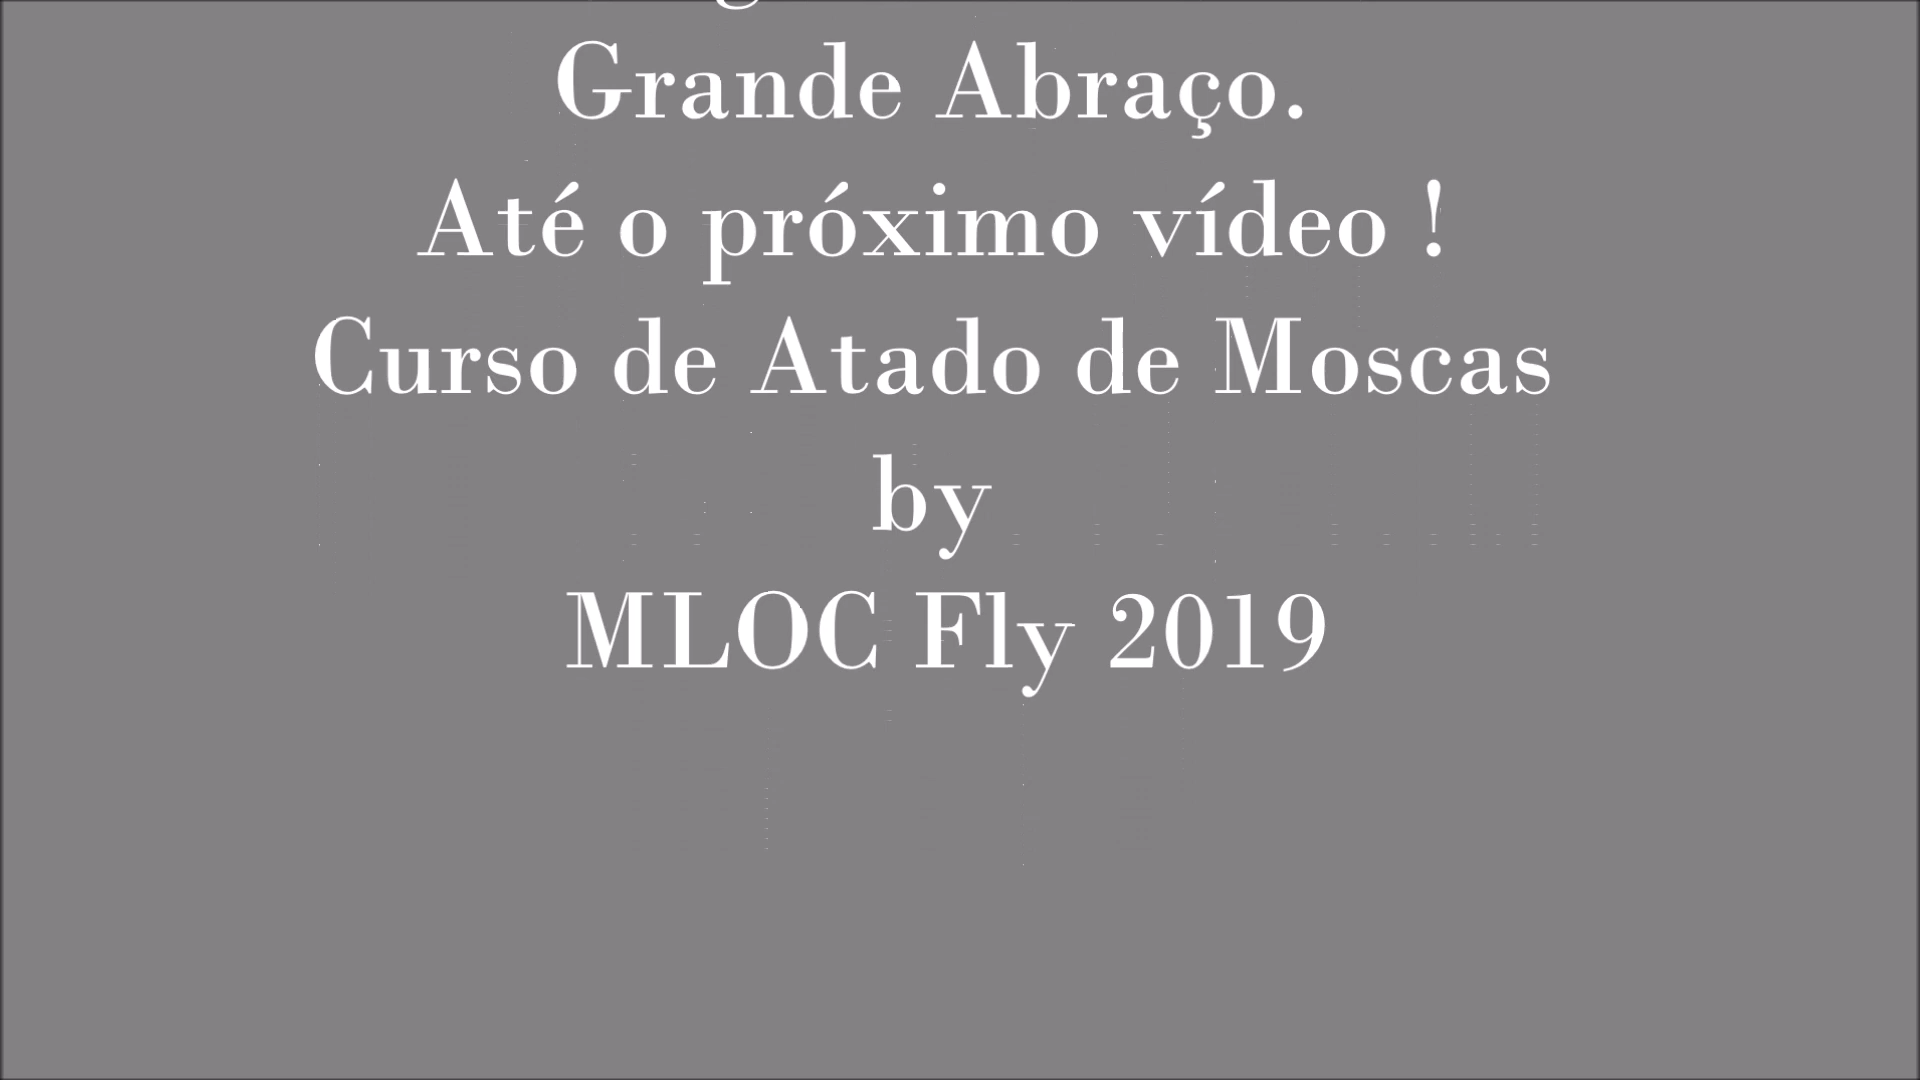 Grande Abraço.
Até o próximo vídeo !
Curso de Atado de Moscas
by
MLOC Fly 2019